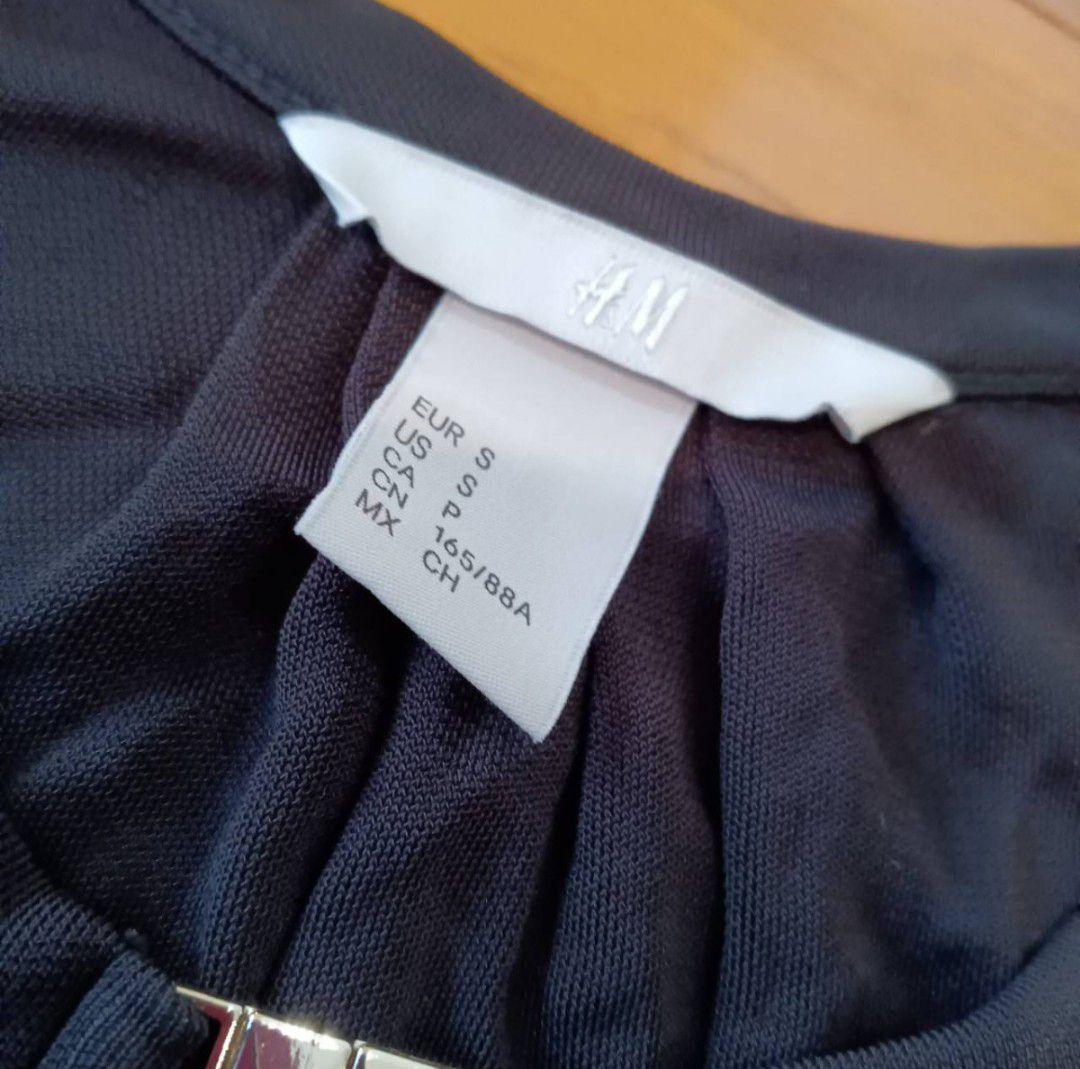 H&M
EUR S
US S
CA P
CN 165/88A
MX CH